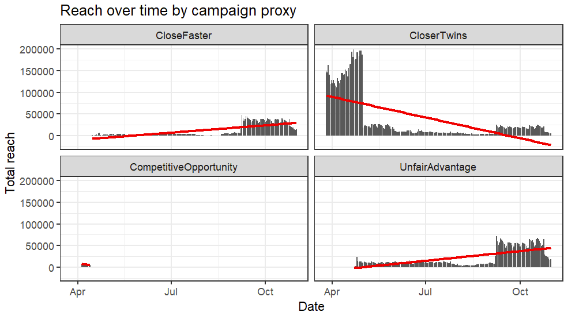 Reach over time by campaign proxy
CloseFaster
CloserTwins
200000
150000
100000
50000
0
CompetitiveOpportunity
UnfairAdvantage
200000
150000
100000
50000
0
Apr Jul Oct Apr Jul Oct
Date
Total reach